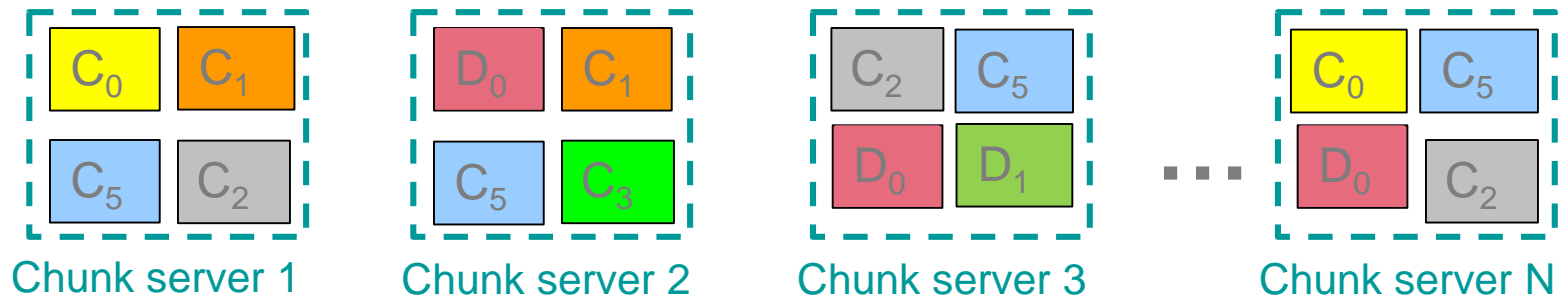 C₀ C₁ D₀ C₁ C₂ C₅ C₀ C₅
C₅ C₂ C₅ C₃ D₀ D₁ ... D₀ C₂
Chunk server 1 Chunk server 2 Chunk server 3 Chunk server N